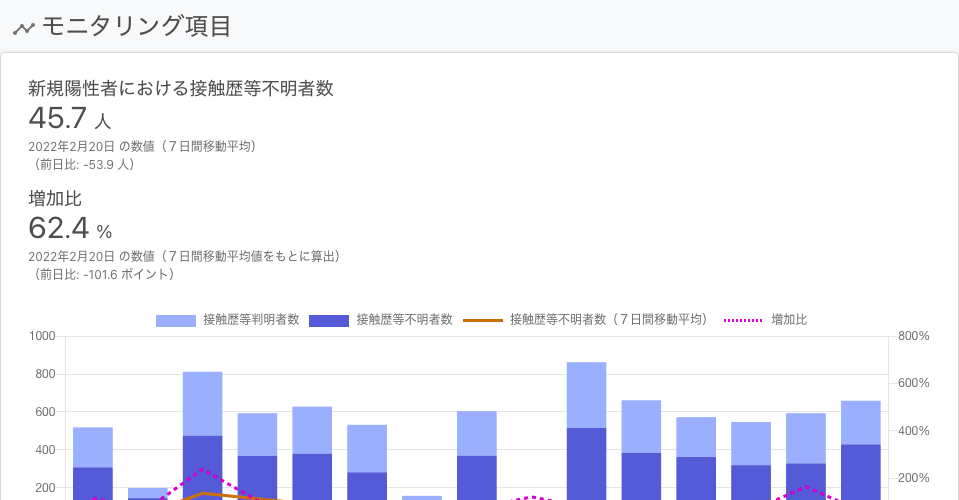 モニタリング項目
新規陽性者における接触歴等不明者数
45.7 人
2022年2月20日 の数値（７日間移動平均）
（前日比: -53.9 人）
増加比
62.4 %
2022年2月20日 の数値（７日間移動平均値をもとに算出）
（前日比: -101.6 ポイント）
接触歴等判明者数 接触歴等不明者数 接触歴等不明者数（７日間移動平均） 増加比
1000 800%
800
600%
600
400 400%
200 200%